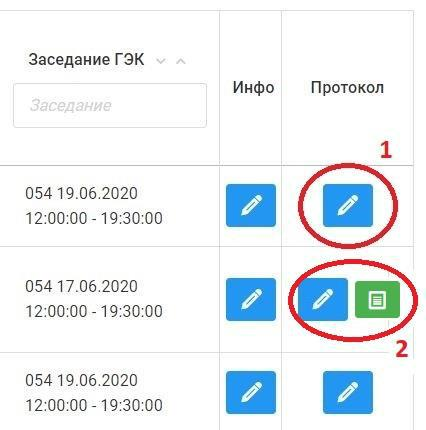 Заседание ГЭК
Инфо
Протокол
Заседание
1
054 19.06.2020
12:00:00 - 19:30:00
054 17.06.2020
12:00:00 - 19:30:00
2
054 19.06.2020
12:00:00 - 19:30:00